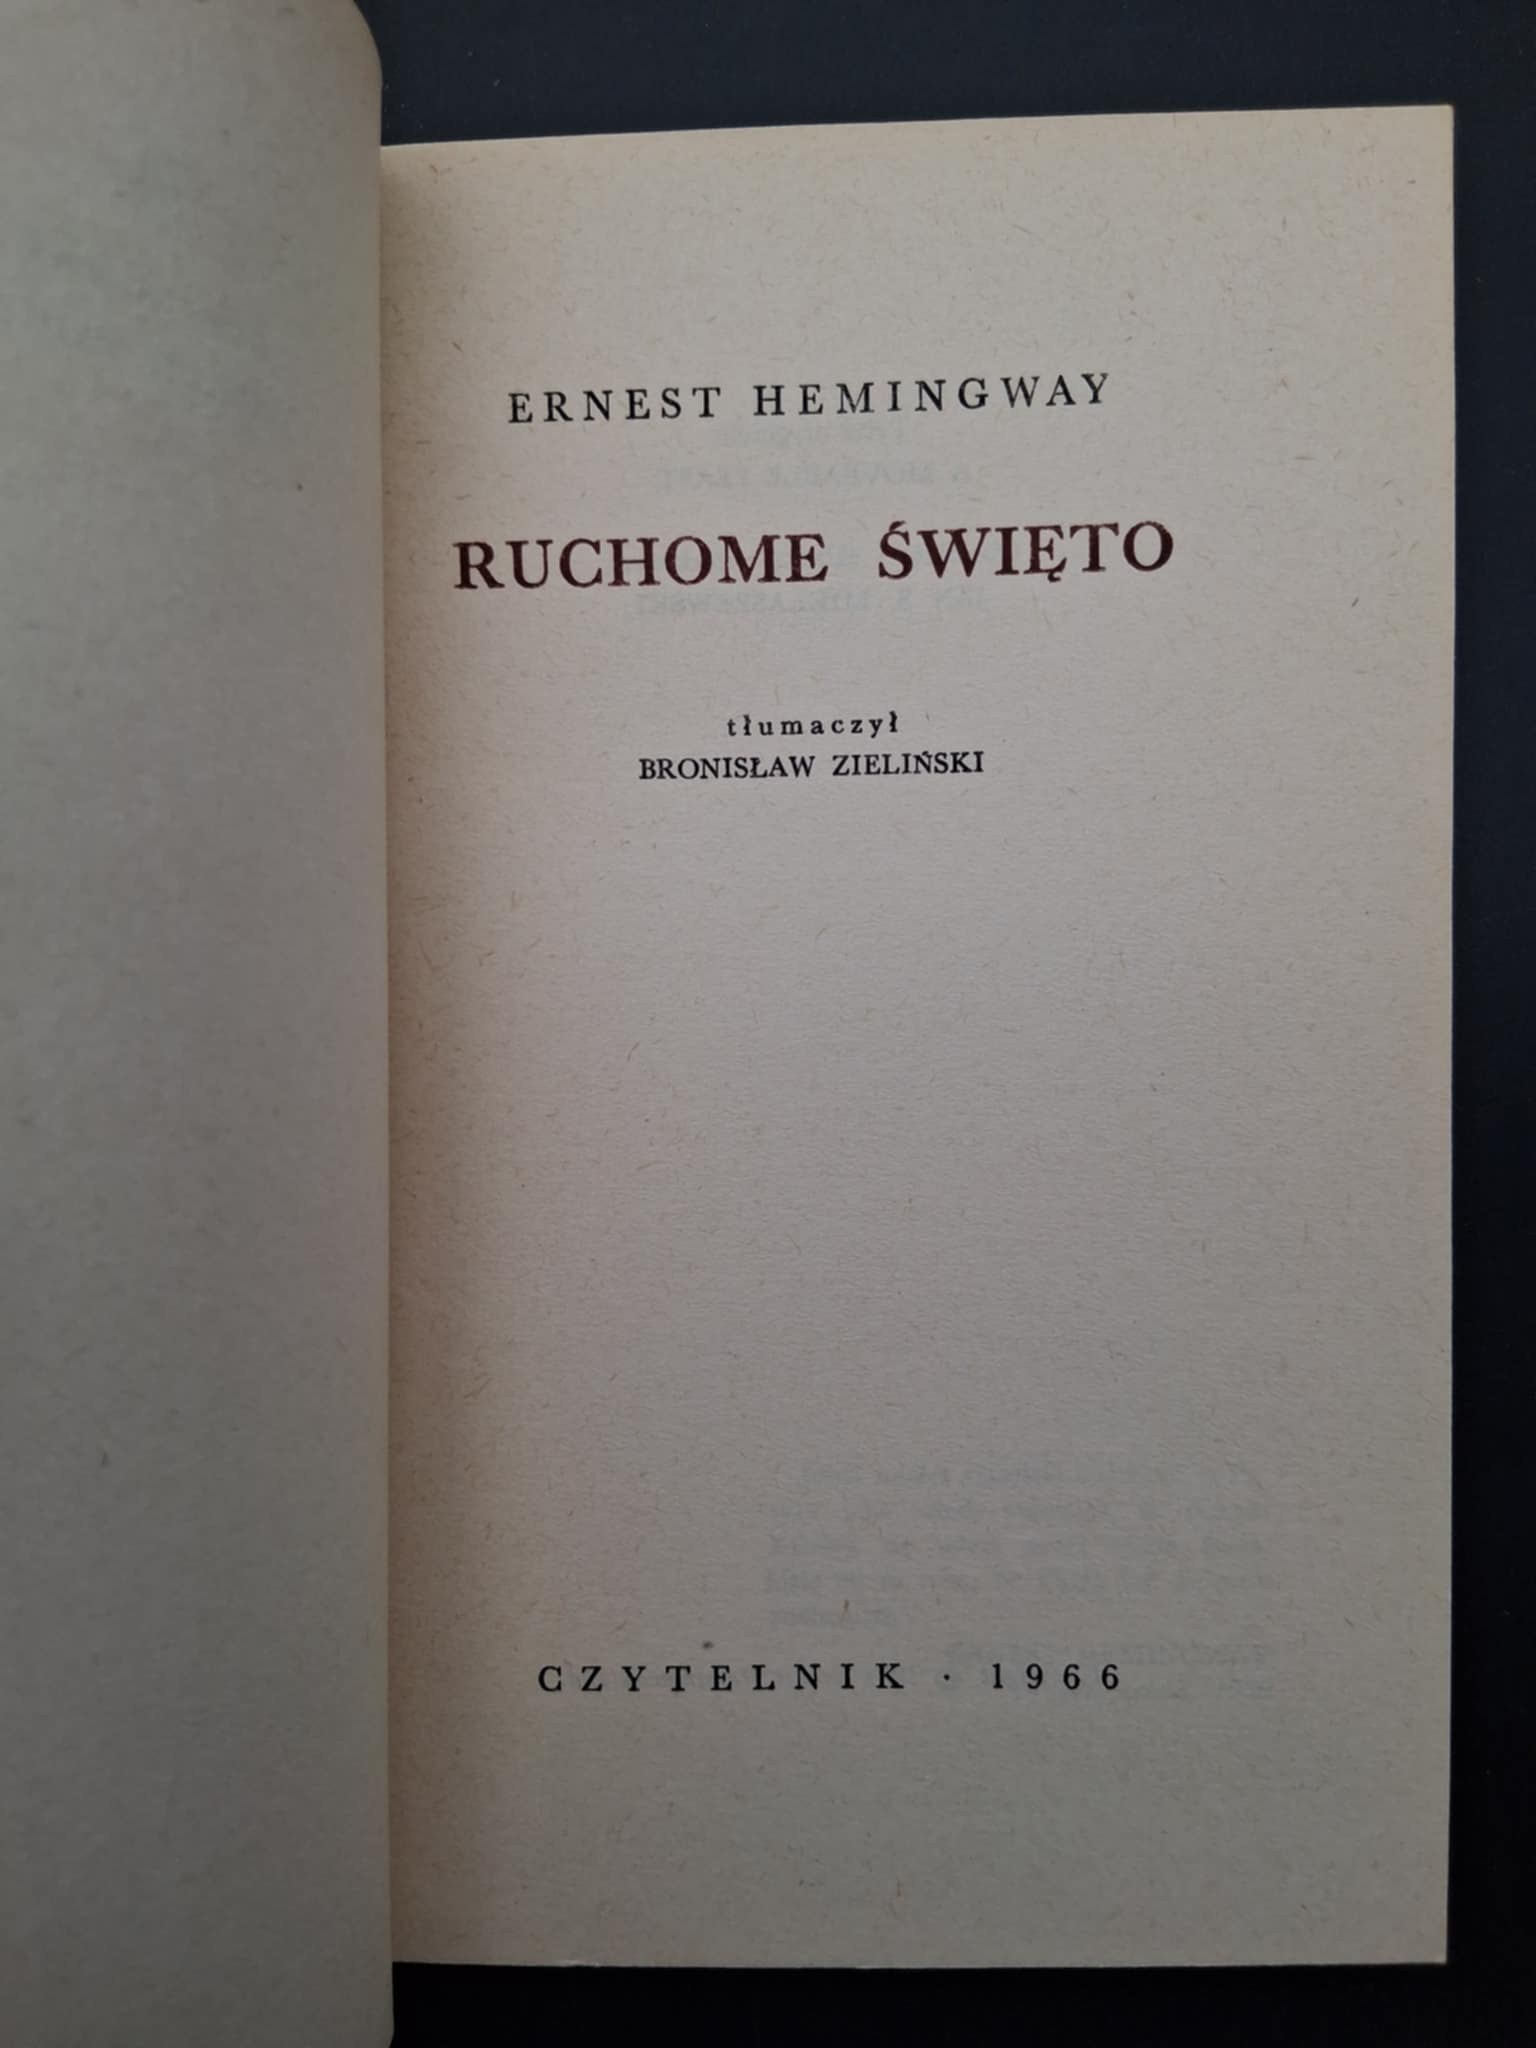 ERNEST HEMINGWAY
RUCHOME ŚWIĘTO
tłumaczył
BRONISŁAW ZIELIŃSKI
CZYTELNIK · 1966